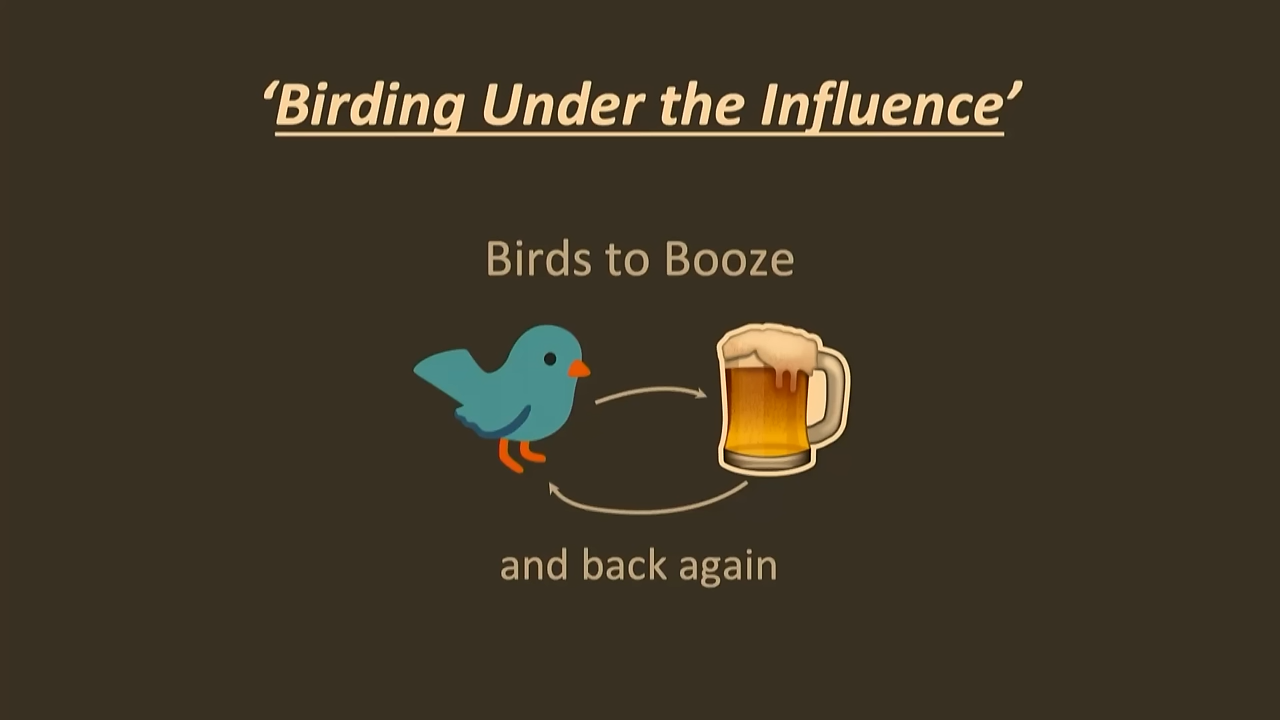 ‘Birding Under the Influence’
Birds to Booze
and back again